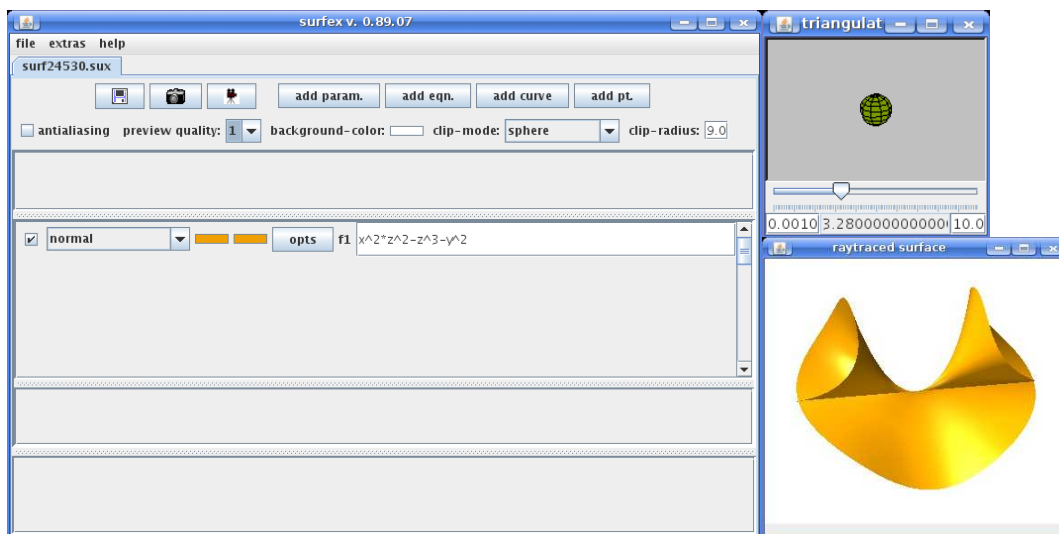 surfex v. 0.89.07
file extras help
surf24530.sux
add param. add eqn. add curve add pt.
antialiasing preview quality: 1 background-color: clip-mode: sphere clip-radius: 9.0
normal opts f1 x^2*z^2-z^3-y^2
triangulat
0.0010 3.280000000000 10.0
raytraced surface